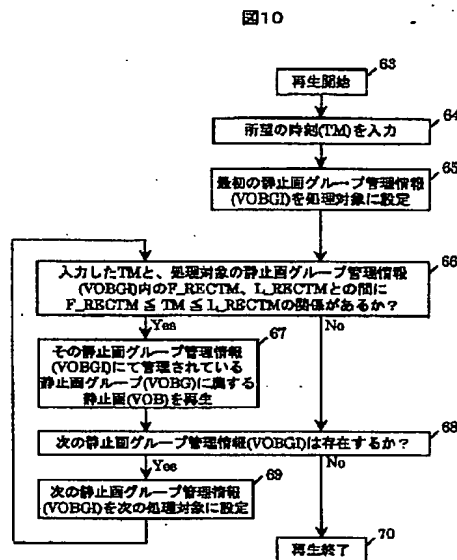 図10
63
再生開始
64
所望の時刻(TM)を入力
65
最初の静止画グループ管理情報
(VOBGI)を処理対象に設定
66
入力したTMと、処理対象の静止画グループ管理情報
(VOBGI)内のF_RECTM、L_RECTMとの間に
F_RECTM ≦ TM ≦ L_RECTMの関係があるか?
Yes
No
67
その静止画グループ管理情報
(VOBGI)にて管理されている
静止画グループ(VOBG)に属する
静止画(VOB)を再生
68
次の静止画グループ管理情報(VOBGI)は存在するか?
Yes
No
69
次の静止画グループ管理情報
(VOBGI)を次の処理対象に設定
70
再生終了